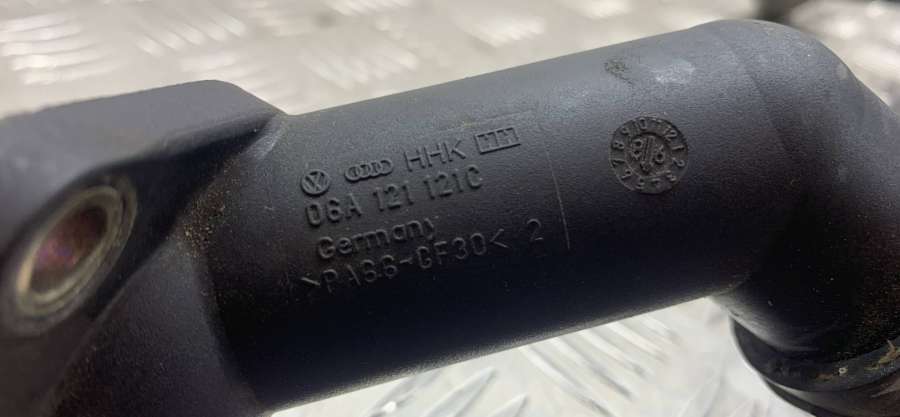 HHK
06A 121 121C
Germany
>PA66-GF30< 2